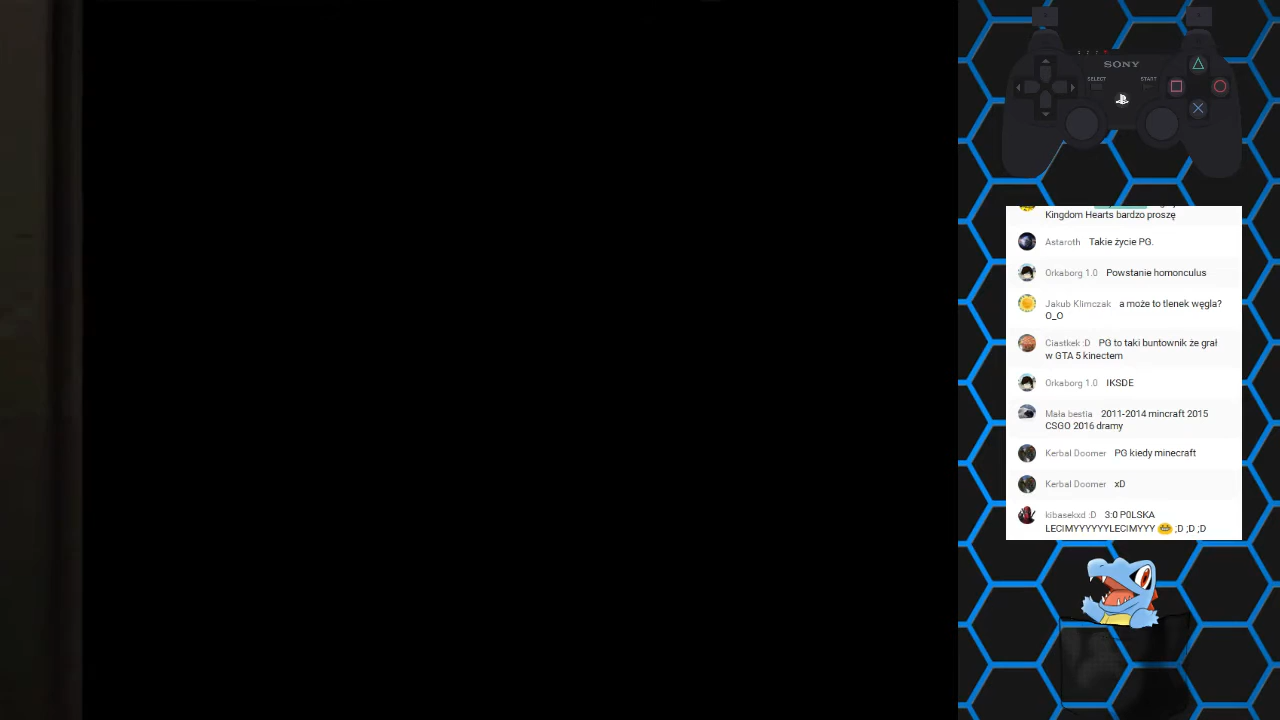 SONY
SELECT
START
Kingdom Hearts bardzo proszę
Astaroth Takie życie PG.
Orkaborg 1.0 Powstanie homonculus
Jakub Klimczak a może to tlenek węgla?
O_O
Ciastkek :D PG to taki buntownik że grał
w GTA 5 kinectem
Orkaborg 1.0 IKSDE
Mała bestia 2011-2014 mincraft 2015
CSGO 2016 dramy
Kerbal Doomer PG kiedy minecraft
Kerbal Doomer xD
kibasekxd :D 3:0 P0LSKA
LECIMYYYYYYLECIMYYY 😂 ;D ;D ;D